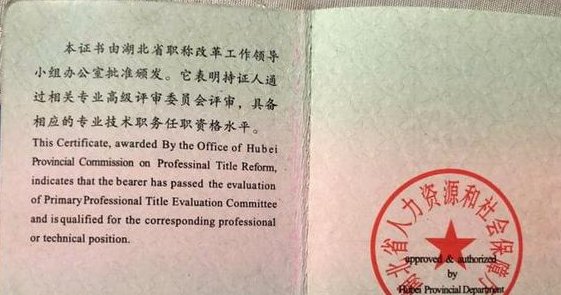 本证书由湖北省职称改革工作领导
小组办公室批准颁发。它表明持证人通
过相关专业高级评审委员会评审，具备
相应的专业技术职务任职资格水平。
This Certificate, awarded By the Office of Hubei
Provincial Commission on Professinal Title Reform,
indicates that the bearer has passed the evaluation
of Primary Professional Title Evaluation Committee
and is qualified for the corresponding professional
or technical position.
湖北省人力资源和社会保障
approved & authorized
by
Hubei Provincial Department